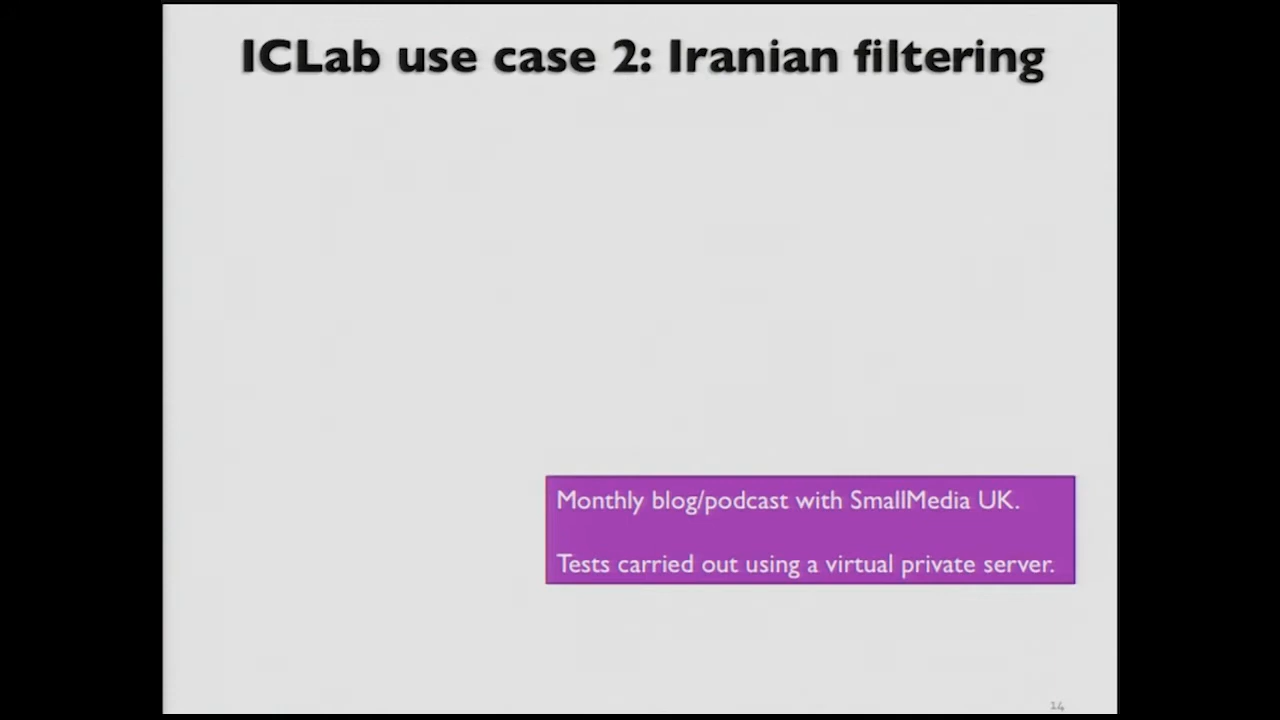 ICLab use case 2: Iranian filtering
Monthly blog/podcast with SmallMedia UK.
Tests carried out using a virtual private server.
14